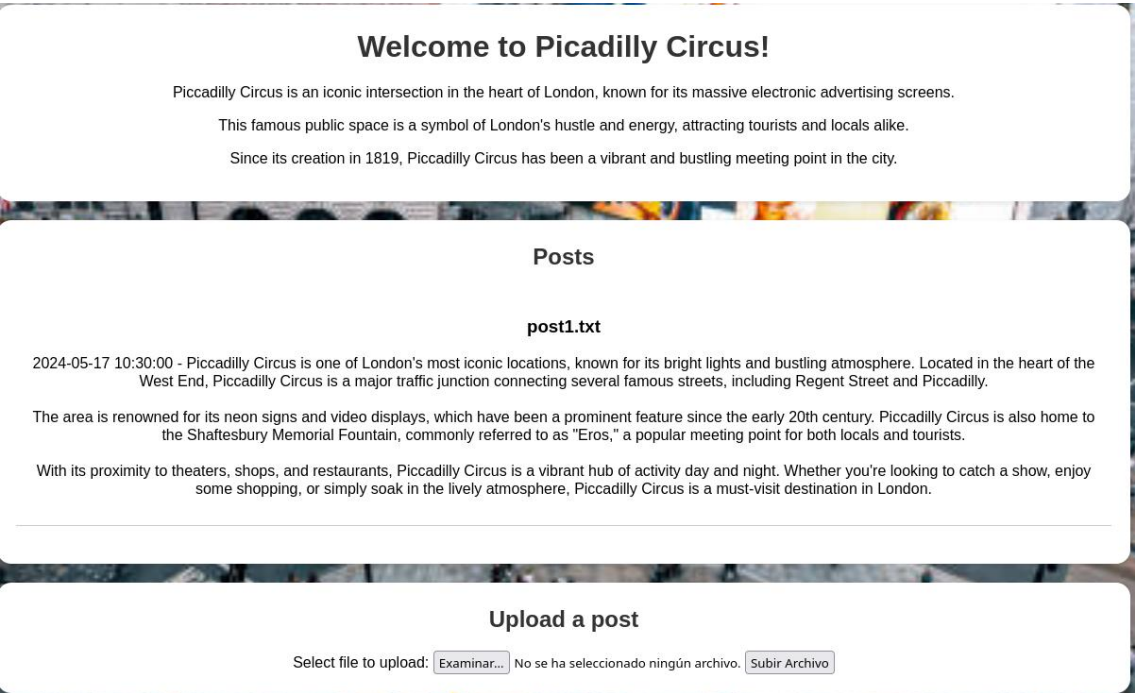 Welcome to Picadilly Circus!
Piccadilly Circus is an iconic intersection in the heart of London, known for its massive electronic advertising screens.
This famous public space is a symbol of London's hustle and energy, attracting tourists and locals alike.
Since its creation in 1819, Piccadilly Circus has been a vibrant and bustling meeting point in the city.
Posts
post1.txt
2024-05-17 10:30:00 - Piccadilly Circus is one of London's most iconic locations, known for its bright lights and bustling atmosphere. Located in the heart of the
West End, Piccadilly Circus is a major traffic junction connecting several famous streets, including Regent Street and Piccadilly.
The area is renowned for its neon signs and video displays, which have been a prominent feature since the early 20th century. Piccadilly Circus is also home to
the Shaftesbury Memorial Fountain, commonly referred to as "Eros," a popular meeting point for both locals and tourists.
With its proximity to theaters, shops, and restaurants, Piccadilly Circus is a vibrant hub of activity day and night. Whether you're looking to catch a show, enjoy
some shopping, or simply soak in the lively atmosphere, Piccadilly Circus is a must-visit destination in London.
Upload a post
Select file to upload: Examinar... No se ha seleccionado ningún archivo. Subir Archivo